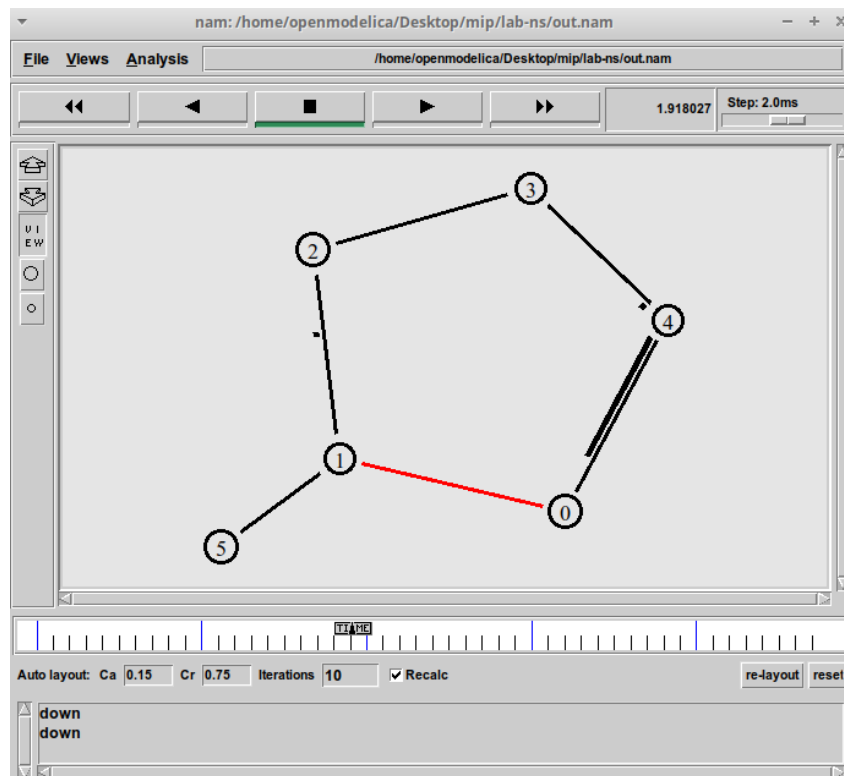 nam: /home/openmodelica/Desktop/mip/lab-ns/out.nam
File Views Analysis /home/openmodelica/Desktop/mip/lab-ns/out.nam
1.918027 Step: 2.0ms
V I
E W
3
2
4
1
0
5
TIME
Auto layout: Ca 0.15 Cr 0.75 Iterations 10 Recalc re-layout reset
down
down